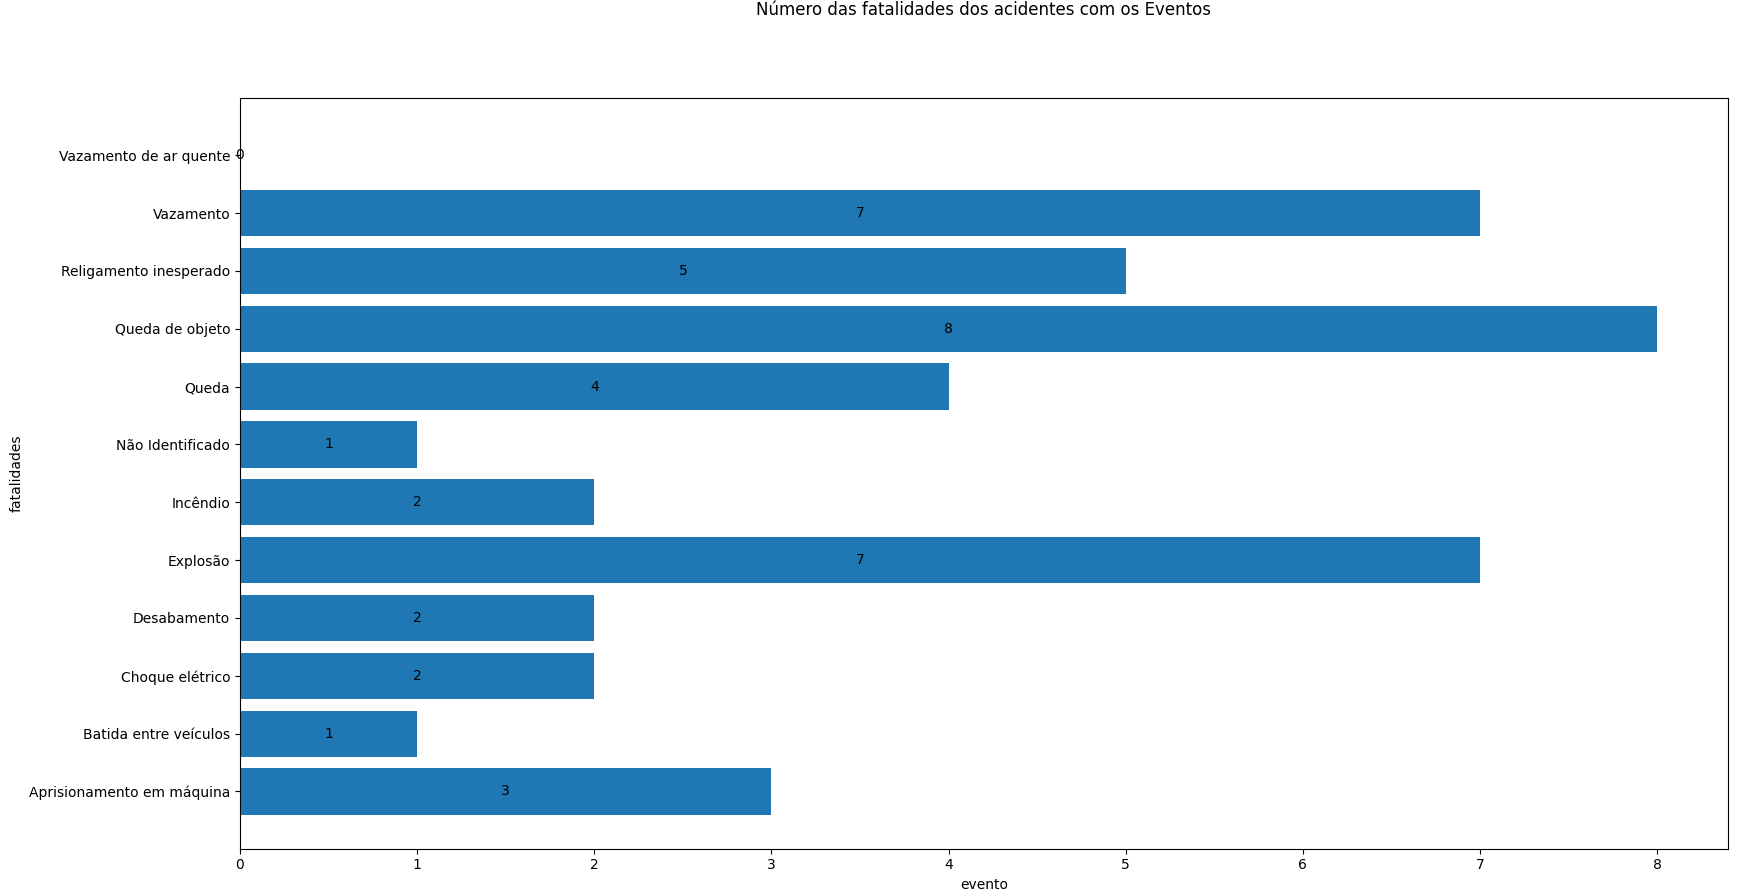 Número das fatalidades dos acidentes com os Eventos
Vazamento de ar quente 0
Vazamento 7
Religamento inesperado 5
Queda de objeto 8
Queda 4
Não Identificado 1
Incêndio 2
Explosão 7
Desabamento 2
Choque elétrico 2
Batida entre veículos 1
Aprisionamento em máquina 3
fatalidades
0 1 2 3 4 5 6 7 8
evento